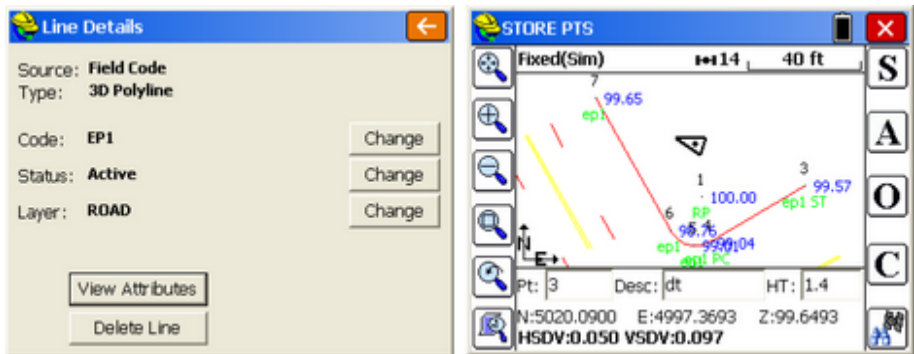 Line Details
Source: Field Code
Type: 3D Polyline
Code: EP1
Change
Status: Active
Change
Layer: ROAD
Change
View Attributes
Delete Line
STORE PTS
Fixed(Sim) 14 40 ft
S
A
O
C
7
99.65
ep1
3
99.57
ep1 ST
1
100.00
RP
6
ep1
ep1 PC
N
E
Pt: 3 Desc: dt HT: 1.4
N:5020.0900 E:4997.3693 Z:99.6493
HSDV:0.050 VSDV:0.097